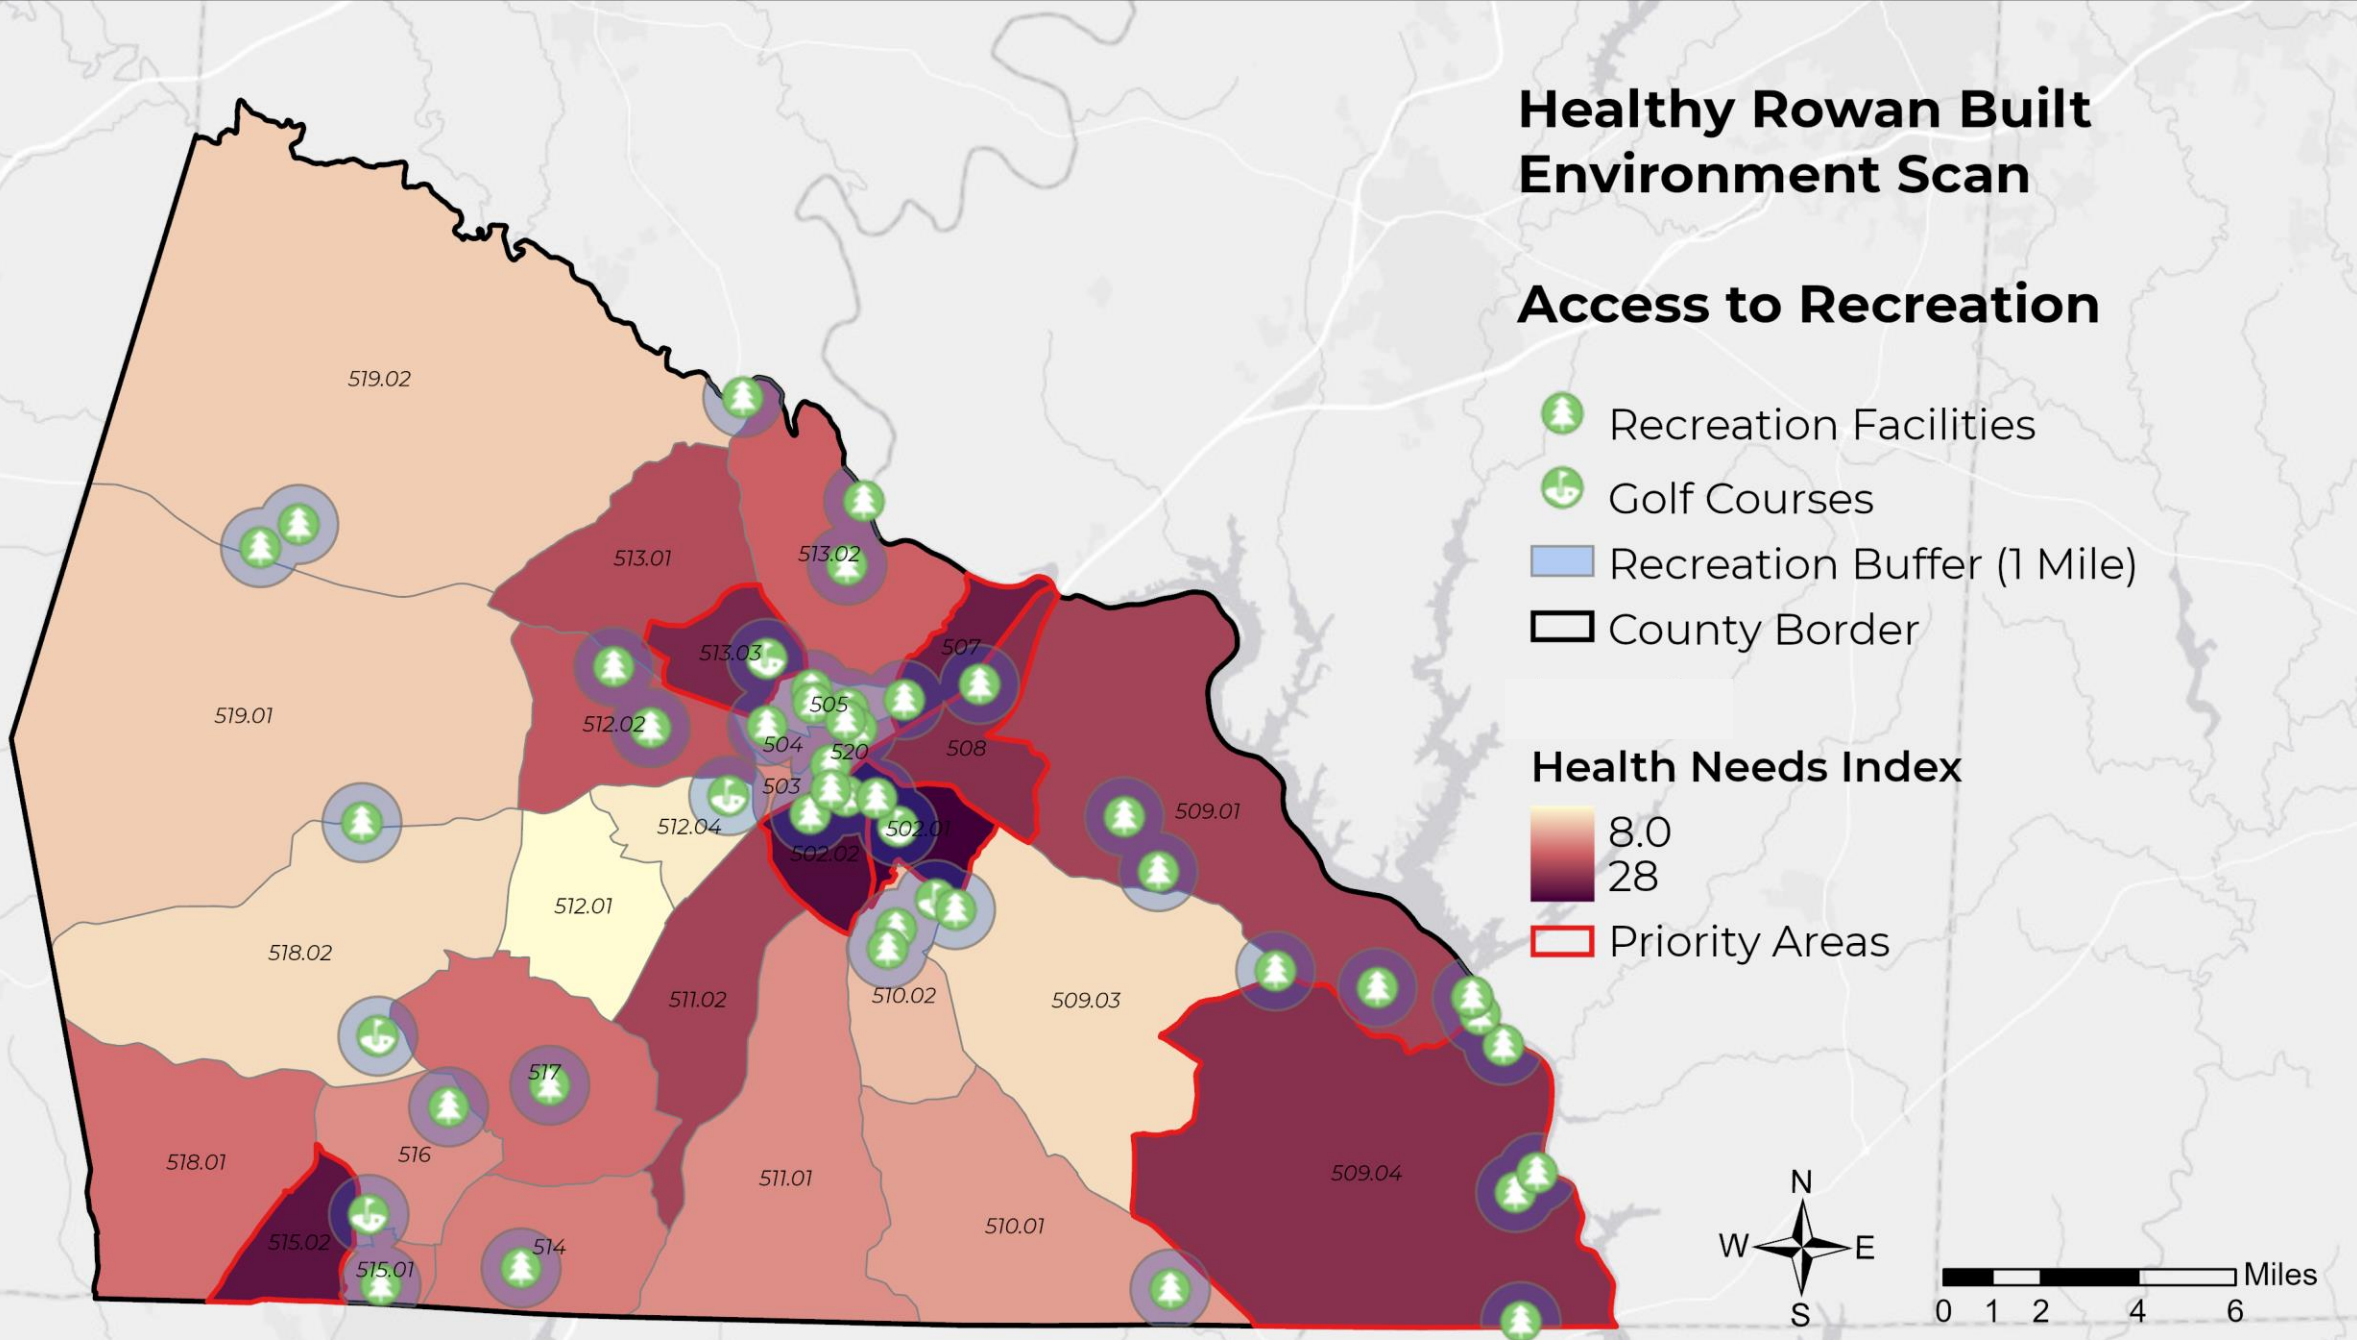 Healthy Rowan Built
Environment Scan
Access to Recreation
Recreation Facilities
Golf Courses
Recreation Buffer (1 Mile)
County Border
Health Needs Index
8.0
28
Priority Areas
519.02
513.01
513.02
513.03
507
519.01
505
512.02
504
520
508
503
509.01
512.04
502.01
502.02
512.01
518.02
511.02
510.02
509.03
517
516
518.01
511.01
509.04
510.01
515.02
514
515.01
N
W
E
S
Miles
0 1 2 4 6